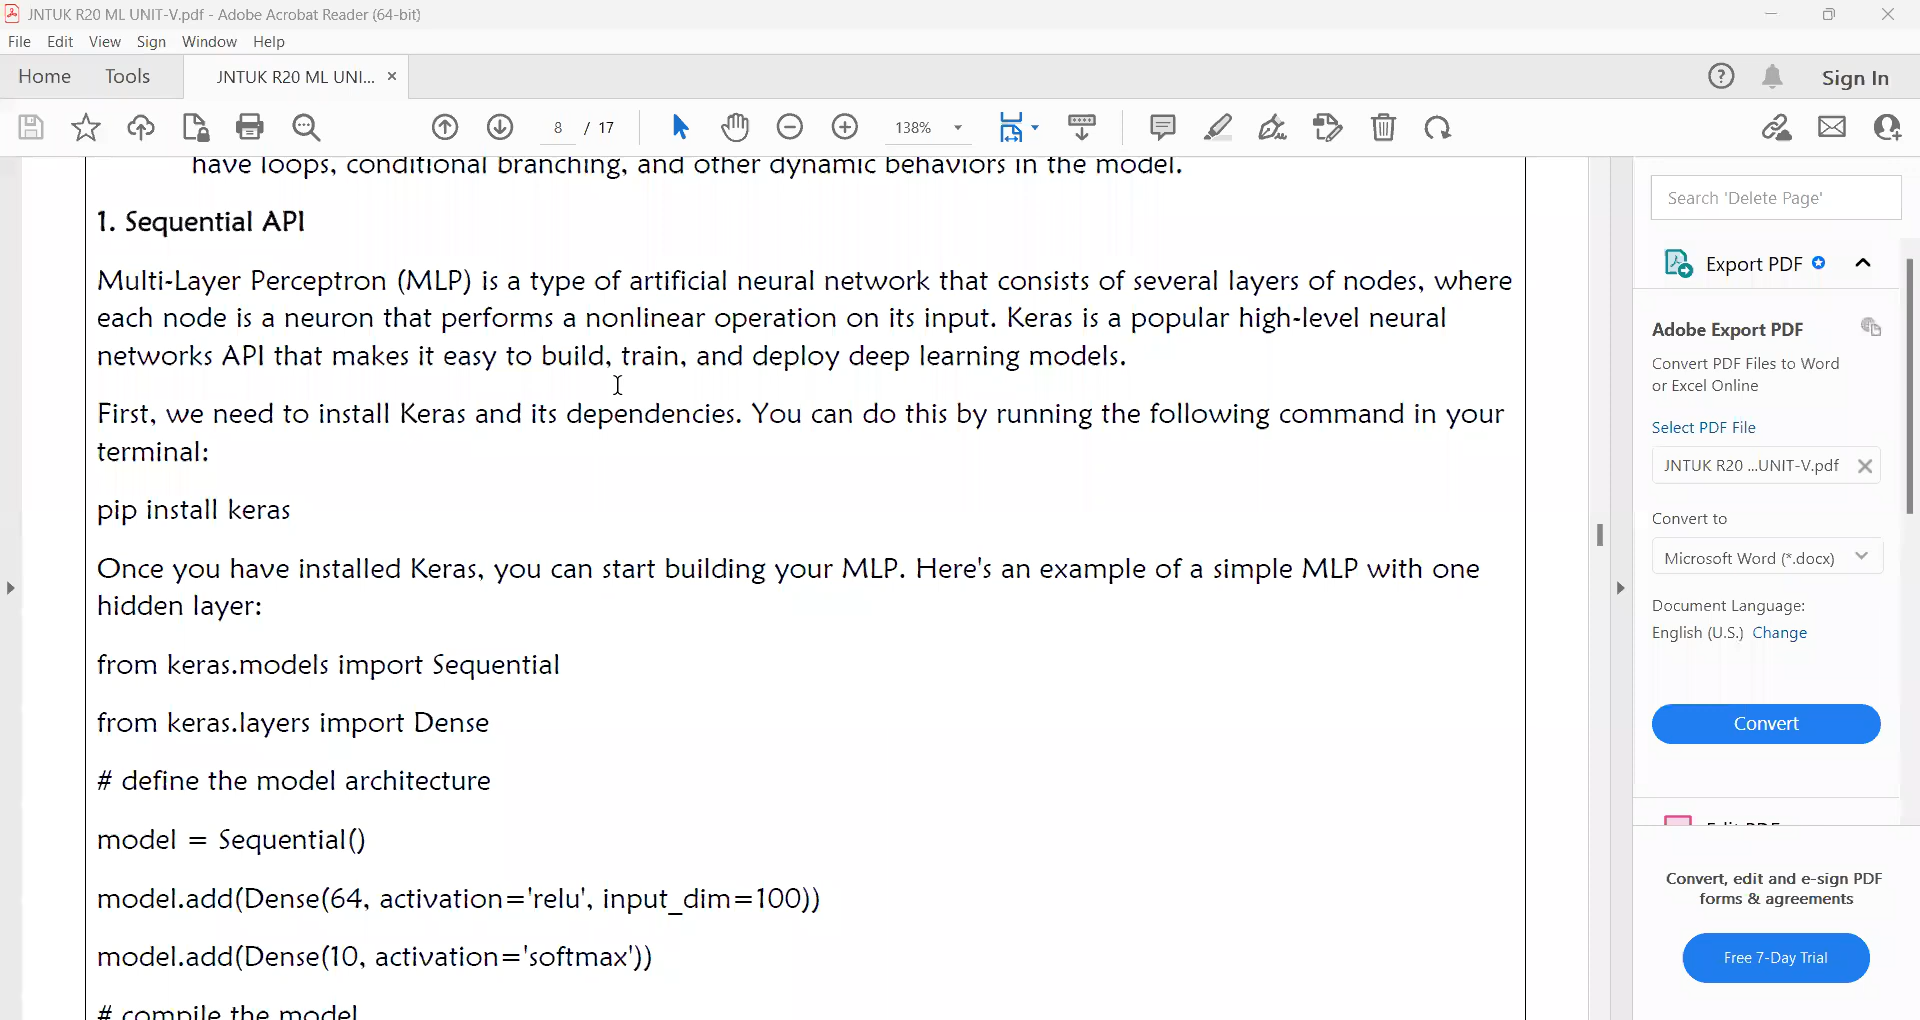 JNTUK R20 ML UNIT-V.pdf - Adobe Acrobat Reader (64-bit)
File Edit View Sign Window Help
Home Tools JNTUK R20 ML UNI... × Sign In
8 / 17 138%
have loops, conditional branching, and other dynamic behaviors in the model.
1. Sequential API
Multi-Layer Perceptron (MLP) is a type of artificial neural network that consists of several layers of nodes, where
each node is a neuron that performs a nonlinear operation on its input. Keras is a popular high-level neural
networks API that makes it easy to build, train, and deploy deep learning models.
First, we need to install Keras and its dependencies. You can do this by running the following command in your
terminal:
pip install keras
Once you have installed Keras, you can start building your MLP. Here's an example of a simple MLP with one
hidden layer:
from keras.models import Sequential
from keras.layers import Dense
# define the model architecture
model = Sequential()
model.add(Dense(64, activation='relu', input_dim=100))
model.add(Dense(10, activation='softmax'))
# compile the model
Search 'Delete Page'
Export PDF
Adobe Export PDF
Convert PDF Files to Word
or Excel Online
Select PDF File
JNTUK R20 ...UNIT-V.pdf
Convert to
Microsoft Word (*.docx)
Document Language:
English (U.S.) Change
Convert
Edit PDF
Convert, edit and e-sign PDF
forms & agreements
Free 7-Day Trial